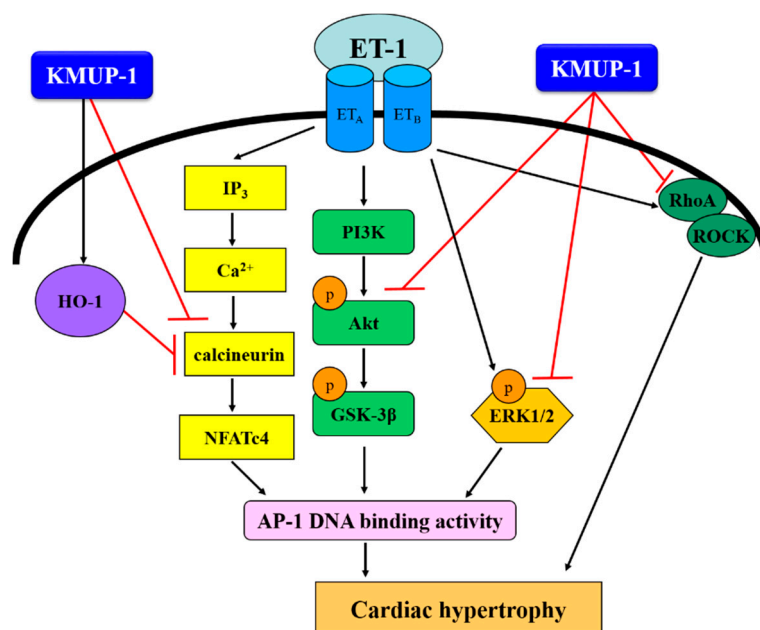 ET-1
KMUP-1
KMUP-1
ETA
ETB
IP3
RhoA
PI3K
ROCK
Ca2+
HO-1
p
Akt
calcineurin
p
p
GSK-3β
ERK1/2
NFATc4
AP-1 DNA binding activity
Cardiac hypertrophy